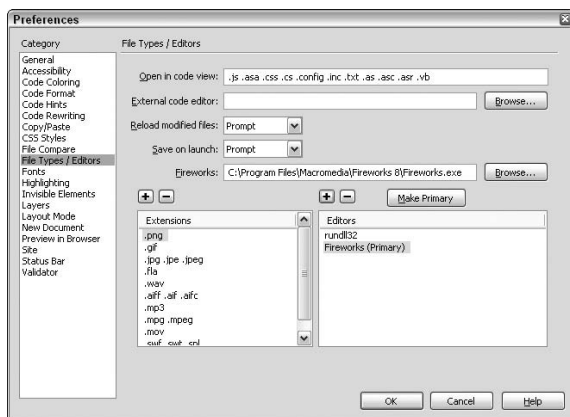 Preferences
Category
File Types / Editors
General
Accessibility
Code Coloring
Code Format
Code Hints
Code Rewriting
Copy/Paste
CSS Styles
File Compare
File Types / Editors
Fonts
Highlighting
Invisible Elements
Layers
Layout Mode
New Document
Preview in Browser
Site
Status Bar
Validator
Open in code view: .js .asa .css .cs .config .inc .txt .as .asc .asr .vb
External code editor: Browse...
Reload modified files: Prompt
Save on launch: Prompt
Fireworks: C:\Program Files\Macromedia\Fireworks 8\Fireworks.exe Browse...
Make Primary
Extensions
.png
.gif
.jpg .jpe .jpeg
.fla
.wav
.aiff .aif .aifc
.mp3
.mpg .mpeg
.mov
.swf .swt .spl
Editors
rundll32
Fireworks (Primary)
OK Cancel Help